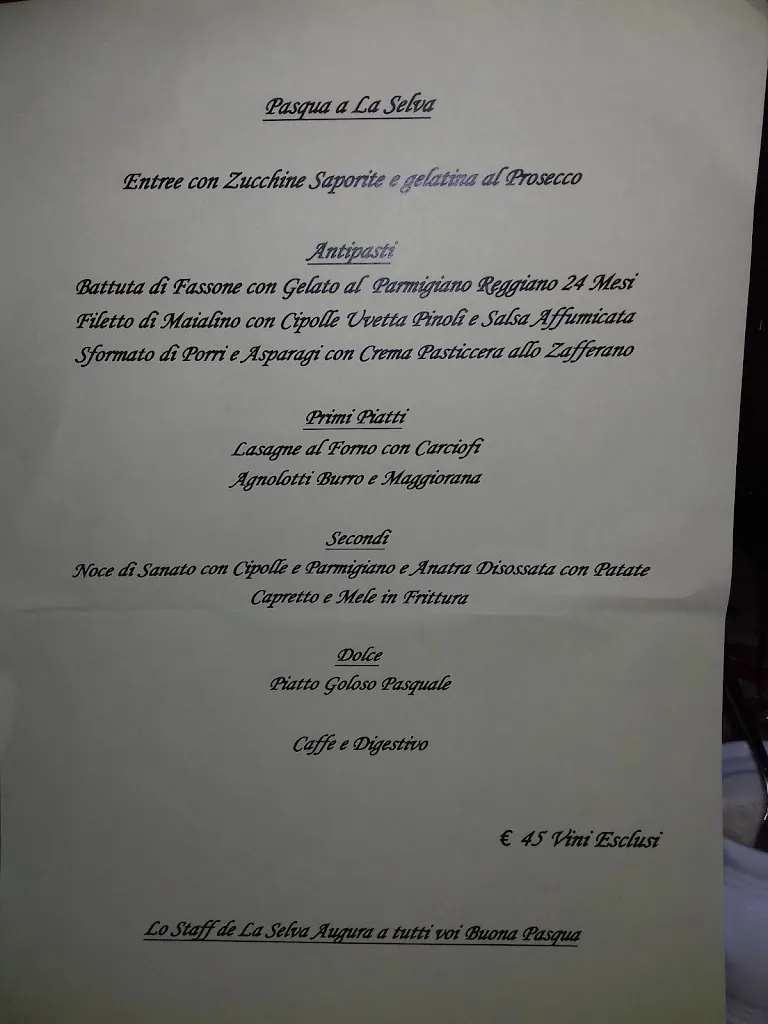 Pasqua a La Selva
Entree con Zucchine Saporite e gelatina al Prosecco
Antipasti
Battuta di Fassone con Gelato al Parmigiano Reggiano 24 Mesi
Filetto di Maialino con Cipolle Uvetta Pinoli e Salsa Affumicata
Sformato di Porri e Asparagi con Crema Pasticcera allo Zafferano
Primi Piatti
Lasagne al Forno con Carciofi
Agnolotti Burro e Maggiorana
Secondi
Noce di Sanato con Cipolle e Parmigiano e Anatra Disossata con Patate
Capretto e Mele in Frittura
Dolce
Piatto Goloso Pasquale
Caffe e Digestivo
€ 45 Vini Esclusi
Lo Staff de La Selva Augura a tutti voi Buona Pasqua